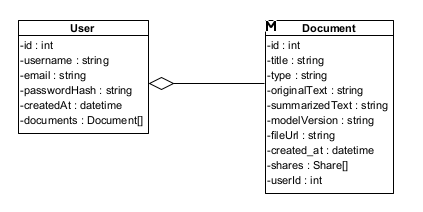 User
-id : int
-username : string
-email : string
-passwordHash : string
-createdAt : datetime
-documents : Document[]
M
Document
-id : int
-title : string
-type : string
-originalText : string
-summarizedText : string
-modelVersion : string
-fileUrl : string
-created_at : datetime
-shares : Share[]
-userId : int